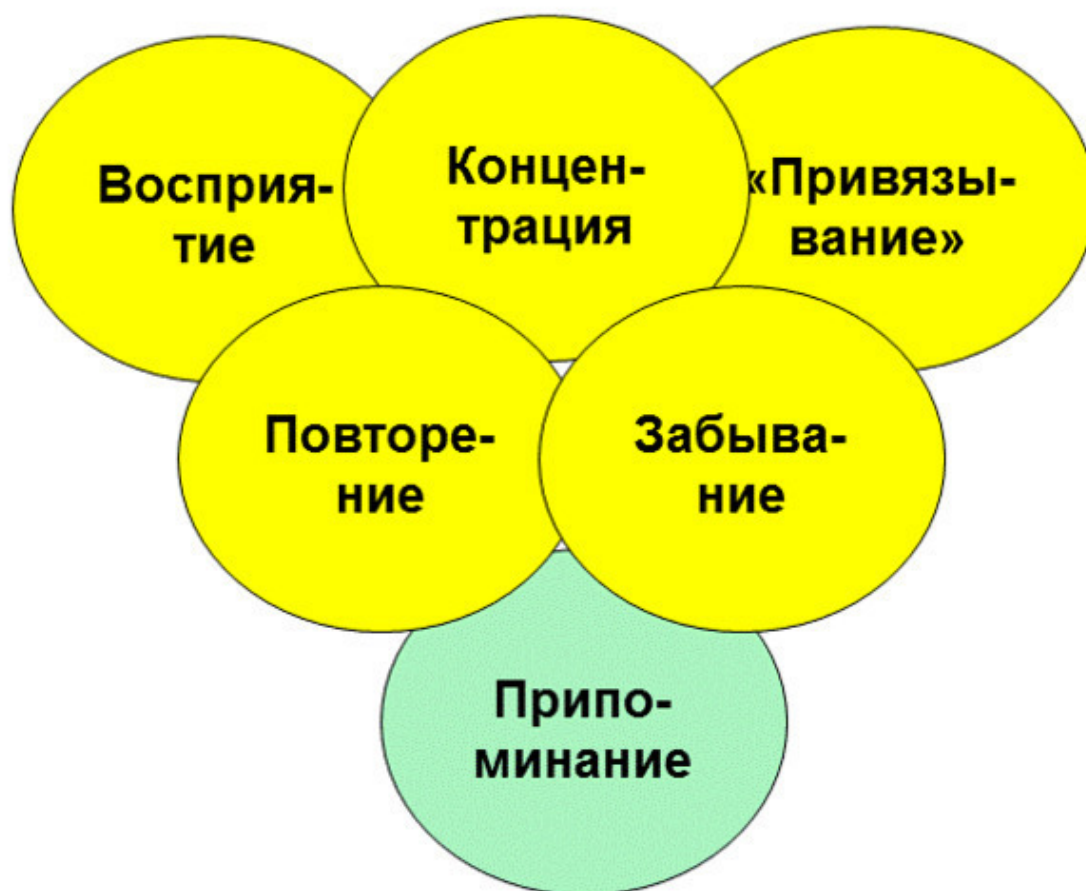 Восприя-
тие
Концен-
трация
«Привязы-
вание»
Повторе-
ние
Забыва-
ние
Припо-
минание